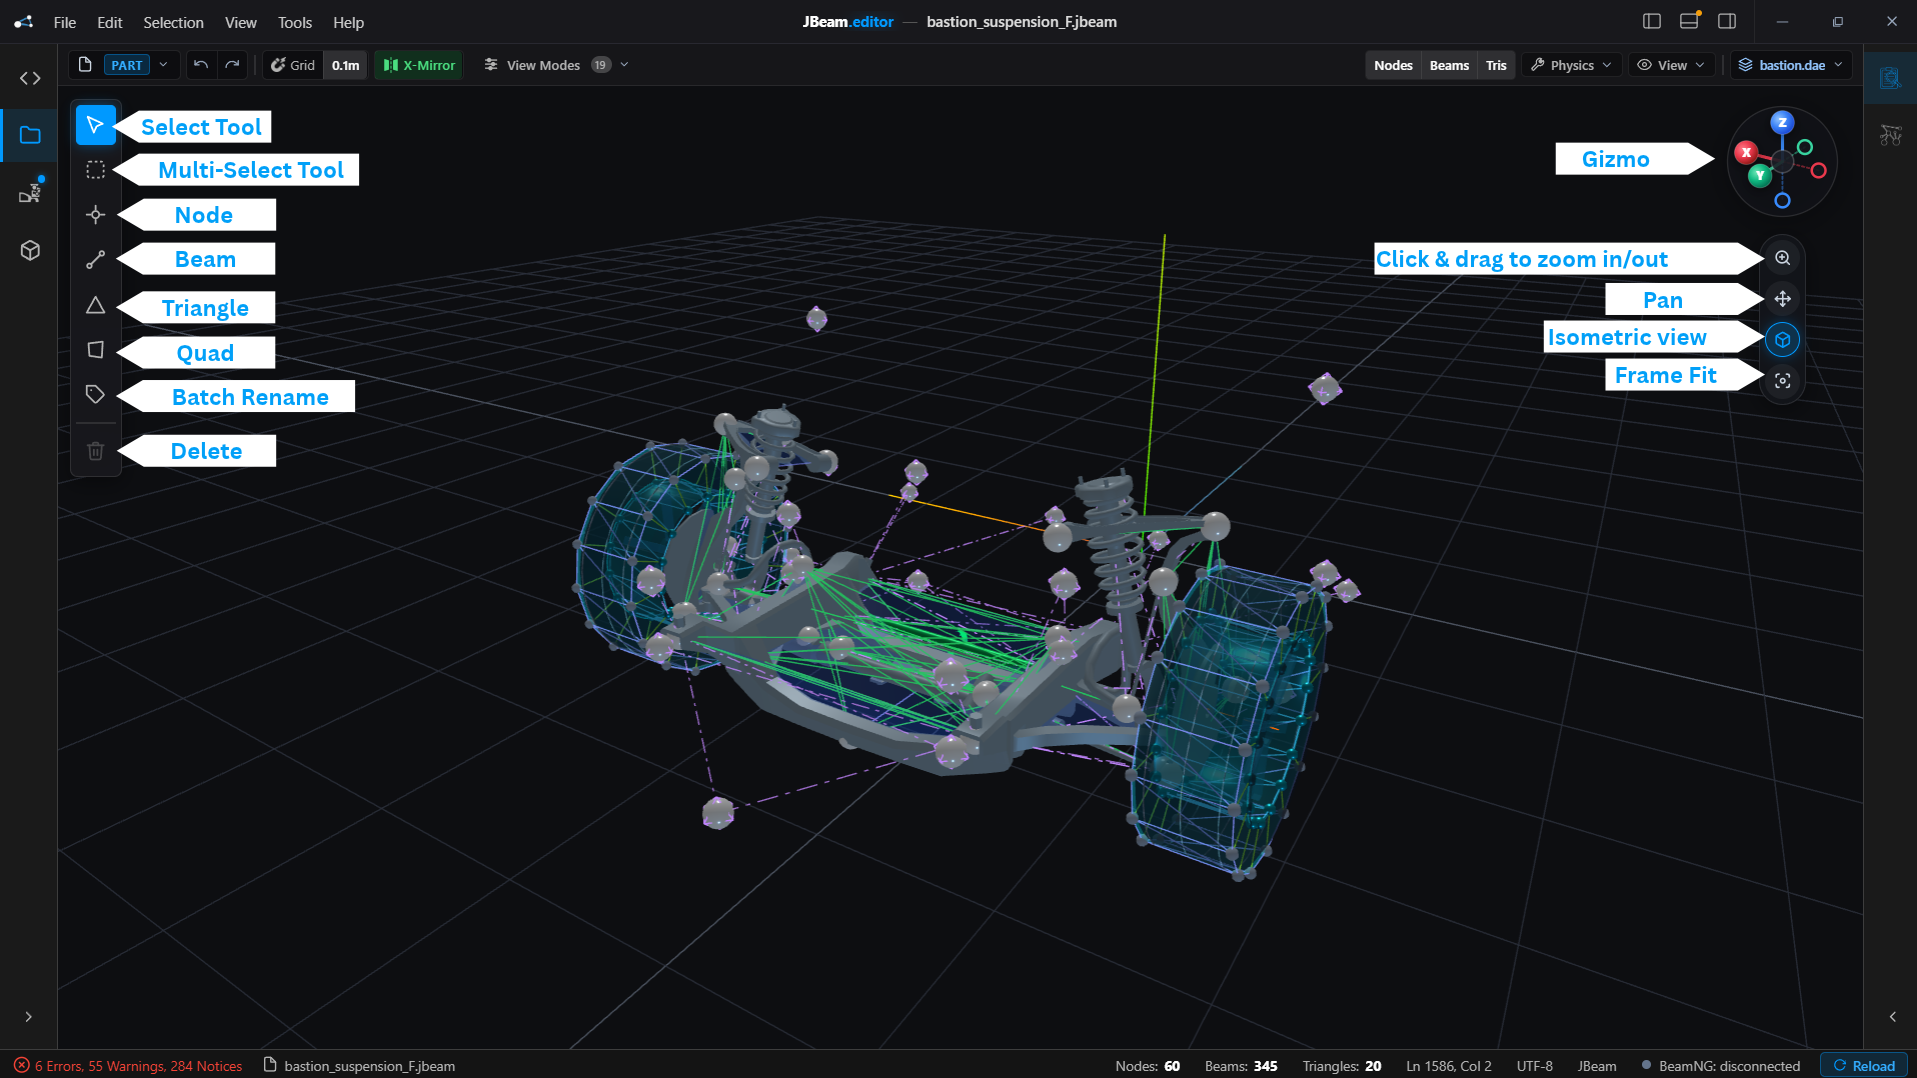 File Edit Selection View Tools Help
JBeam.editor — bastion_suspension_F.jbeam
PART Grid 0.1m X-Mirror View Modes 19
Nodes Beams Tris Physics View bastion.dae
Select Tool
Multi-Select Tool
Node
Beam
Triangle
Quad
Batch Rename
Delete
Z
X
Y
Gizmo
Click & drag to zoom in/out
Pan
Isometric view
Frame Fit
6 Errors, 55 Warnings, 284 Notices bastion_suspension_F.jbeam
Nodes: 60 Beams: 345 Triangles: 20 Ln 1586, Col 2 UTF-8 JBeam BeamNG: disconnected Reload